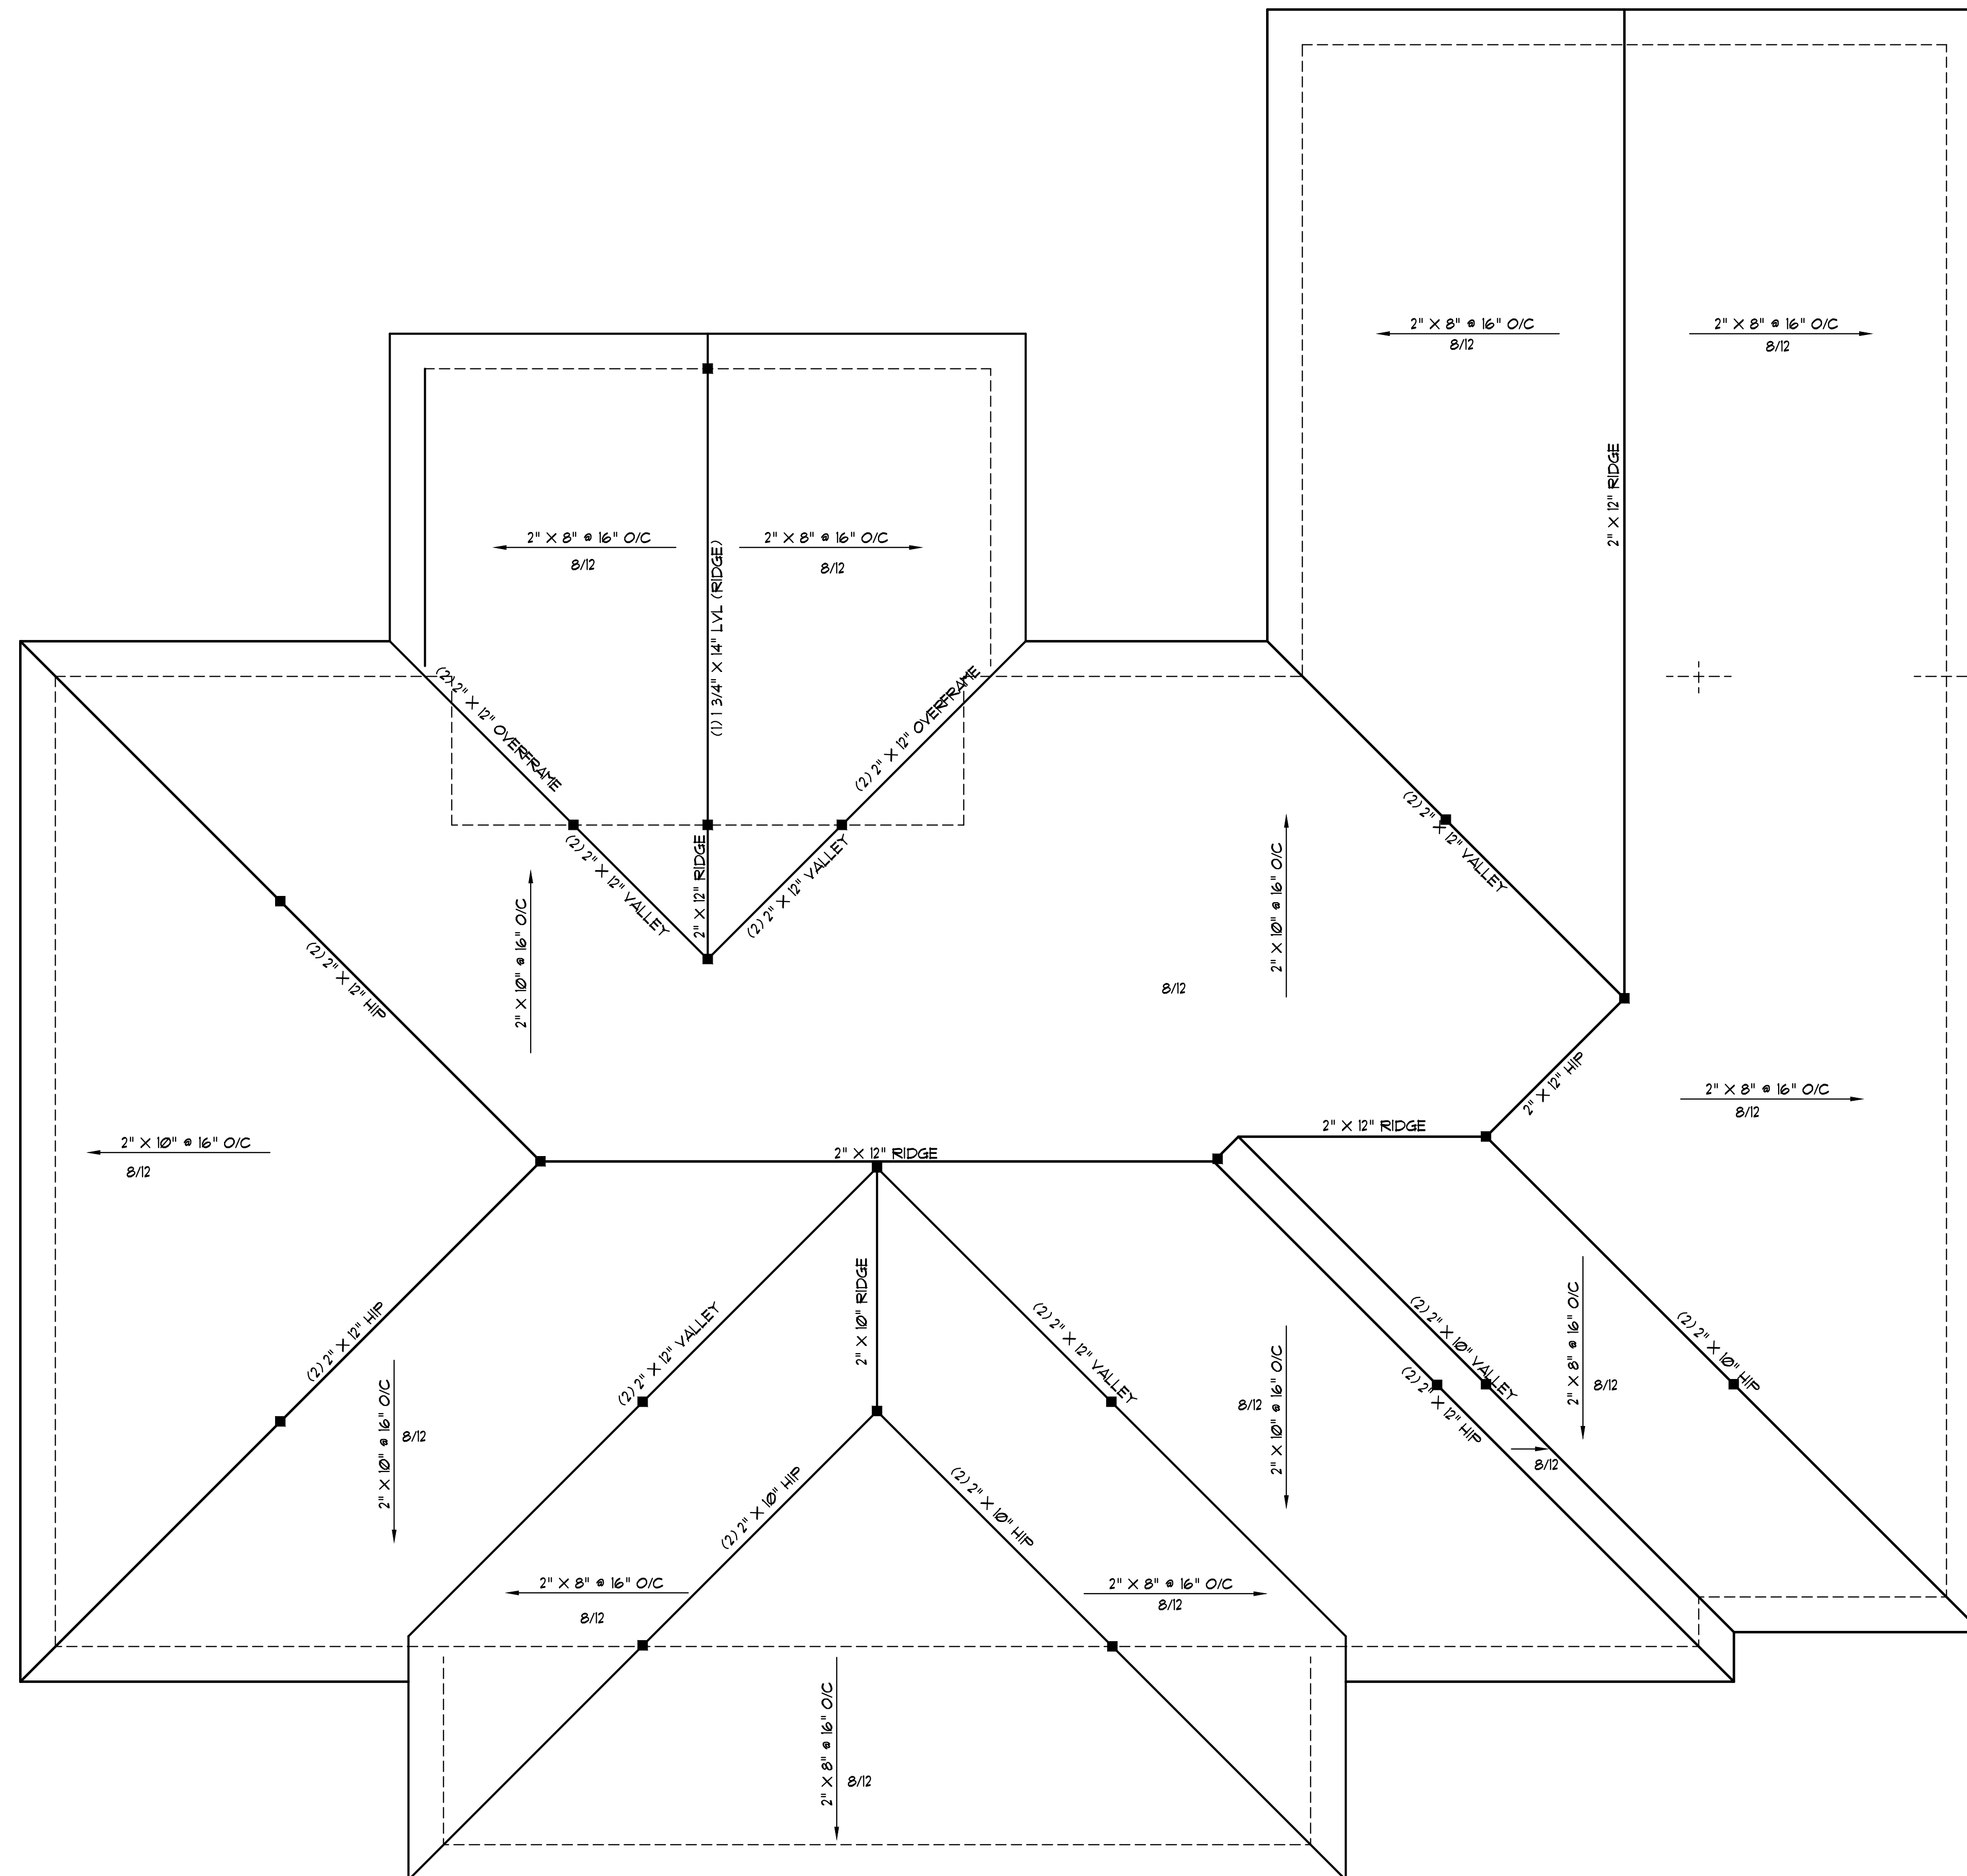 2" X 8" @ 16" O/C
8/12
2" X 8" @ 16" O/C
8/12
2" X 12" RIDGE
2" X 8" @ 16" O/C
8/12
2" X 8" @ 16" O/C
8/12
(1) 1 3/4" X 14" LVL (RIDGE)
(2) 2" X 12" OVERFRAME
(2) 2" X 12" OVERFRAME
(2) 2" X 12" VALLEY
2" X 12" RIDGE
(2) 2" X 12" VALLEY
(2) 2" X 12" VALLEY
2" X 10" @ 16" O/C
2" X 10" @ 16" O/C
8/12
(2) 2" X 12" HIP
2" X 12" HIP
2" X 8" @ 16" O/C
8/12
2" X 12" RIDGE
2" X 10" @ 16" O/C
8/12
2" X 12" RIDGE
2" X 10" RIDGE
(2) 2" X 12" HIP
(2) 2" X 12" VALLEY
(2) 2" X 12" VALLEY
(2) 2" X 10" VALLEY
(2) 2" X 12" HIP
2" X 8" @ 16" O/C
8/12
(2) 2" X 10" HIP
2" X 10" @ 16" O/C
8/12
8/12
2" X 10" @ 16" O/C
8/12
(2) 2" X 10" HIP
(2) 2" X 10" HIP
2" X 8" @ 16" O/C
8/12
2" X 8" @ 16" O/C
8/12
2" X 8" @ 16" O/C
8/12